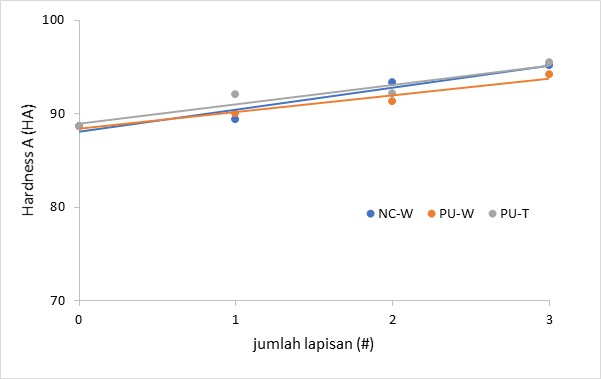 100
90
80
70
Hardness A (HA)
NC-W PU-W PU-T
0 1 2 3
jumlah lapisan (#)